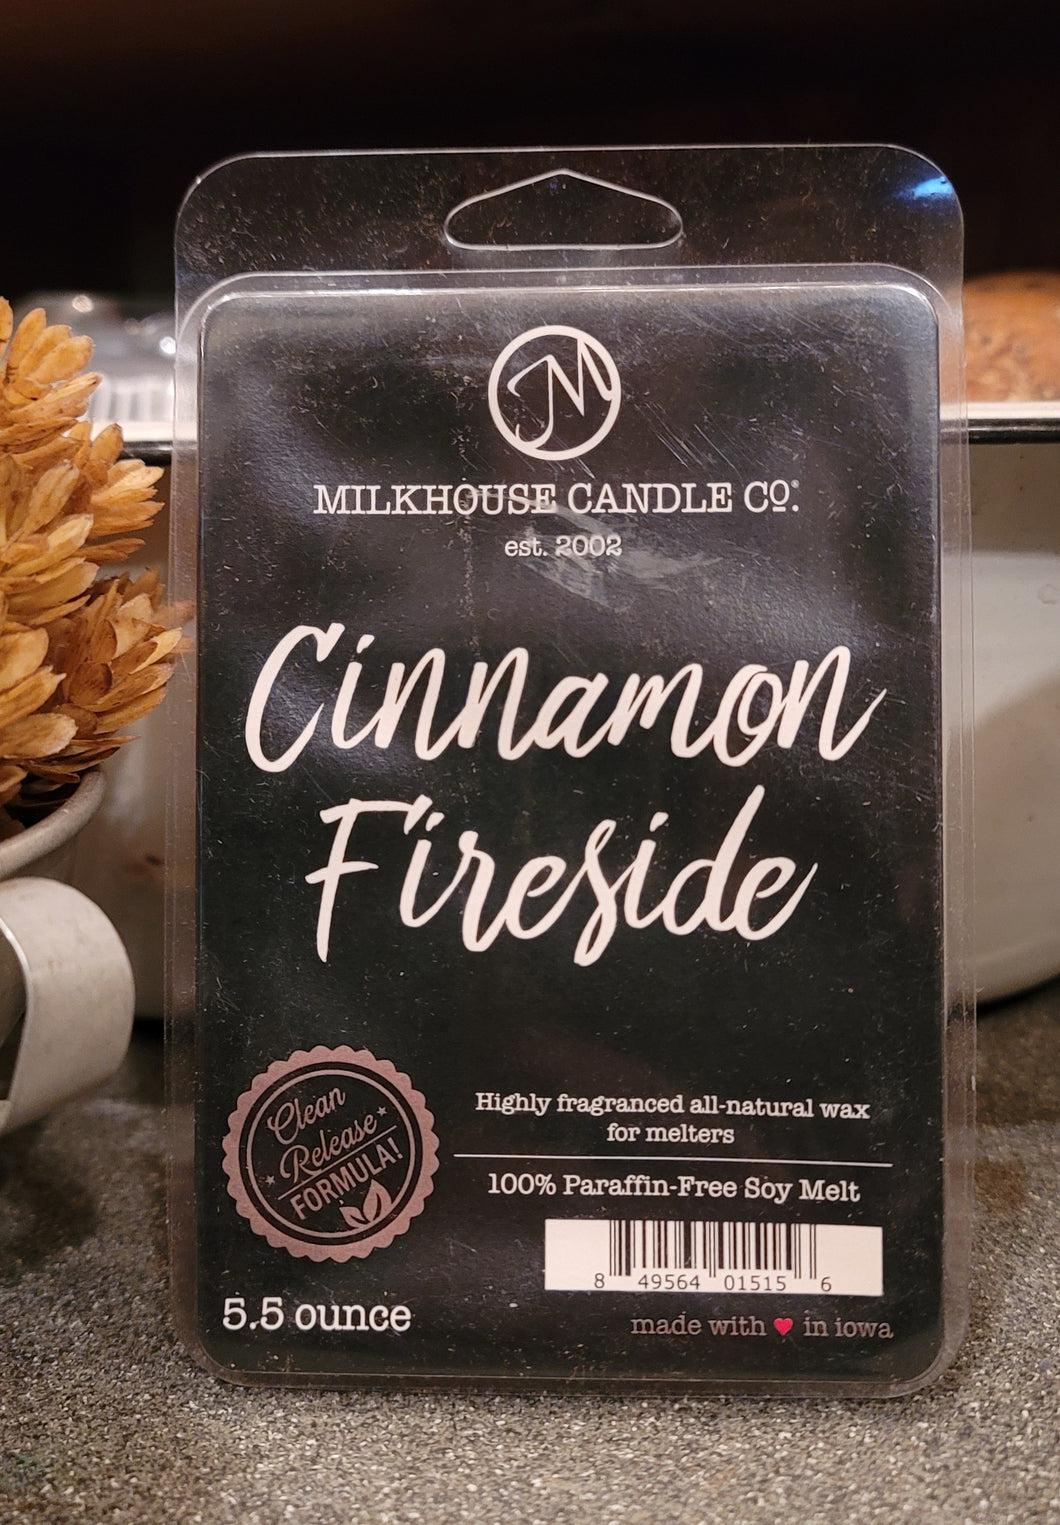 M
MILKHOUSE CANDLE CO.®
est. 2002
Cinnamon
Fireside
Clean
Release
FORMULA!
Highly fragranced all-natural wax
for melters
100% Paraffin-Free Soy Melt
8 49564 01515 6
5.5 ounce
made with ♥ in iowa